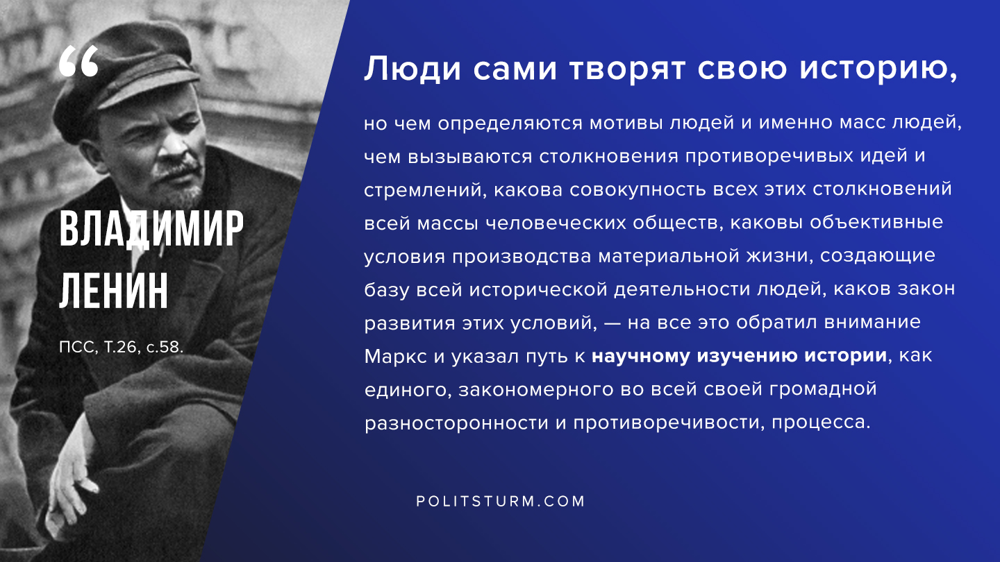 “
ВЛАДИМИР
ЛЕНИН
ПСС, Т.26, с.58.
Люди сами творят свою историю,
но чем определяются мотивы людей и именно масс людей,
чем вызываются столкновения противоречивых идей и
стремлений, какова совокупность всех этих столкновений
всей массы человеческих обществ, каковы объективные
условия производства материальной жизни, создающие
базу всей исторической деятельности людей, каков закон
развития этих условий, — на все это обратил внимание
Маркс и указал путь к научному изучению истории, как
единого, закономерного во всей своей громадной
разносторонности и противоречивости, процесса.
POLITSTURM.COM